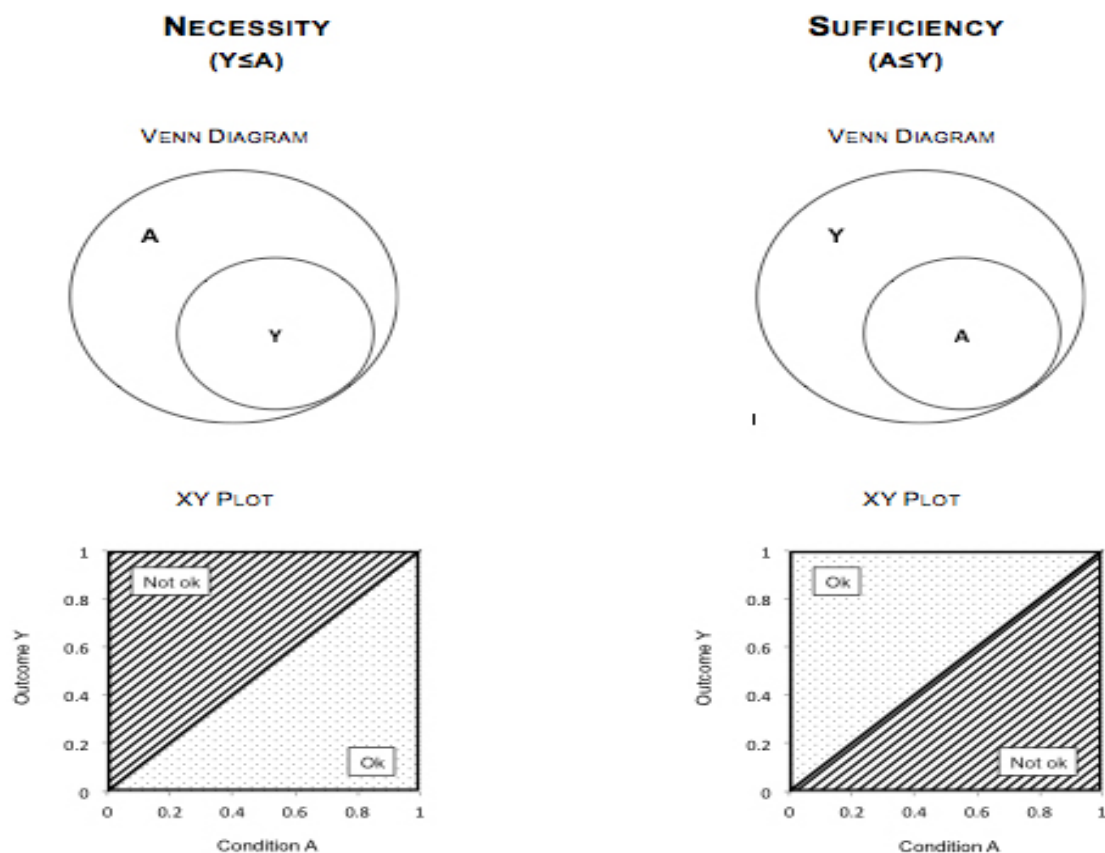 NECESSITY
(Y≤A)
VENN DIAGRAM
A
Y
XY PLOT
1
0.8
0.6
0.4
0.2
0
Not ok
Ok
Outcome Y
0 0.2 0.4 0.6 0.8 1
Condition A
SUFFICIENCY
(A≤Y)
VENN DIAGRAM
Y
A
I
XY PLOT
1
0.8
0.6
0.4
0.2
0
Ok
Not ok
Outcome Y
0 0.2 0.4 0.6 0.8 1
Condition A